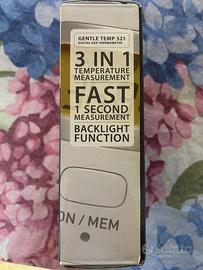 GENTLE TEMP 521
DIGITAL EAR THERMOMETER
3 IN 1
TEMPERATURE
MEASUREMENT
FAST
1 SECOND
MEASUREMENT
BACKLIGHT
FUNCTION
ON / MEM
subito